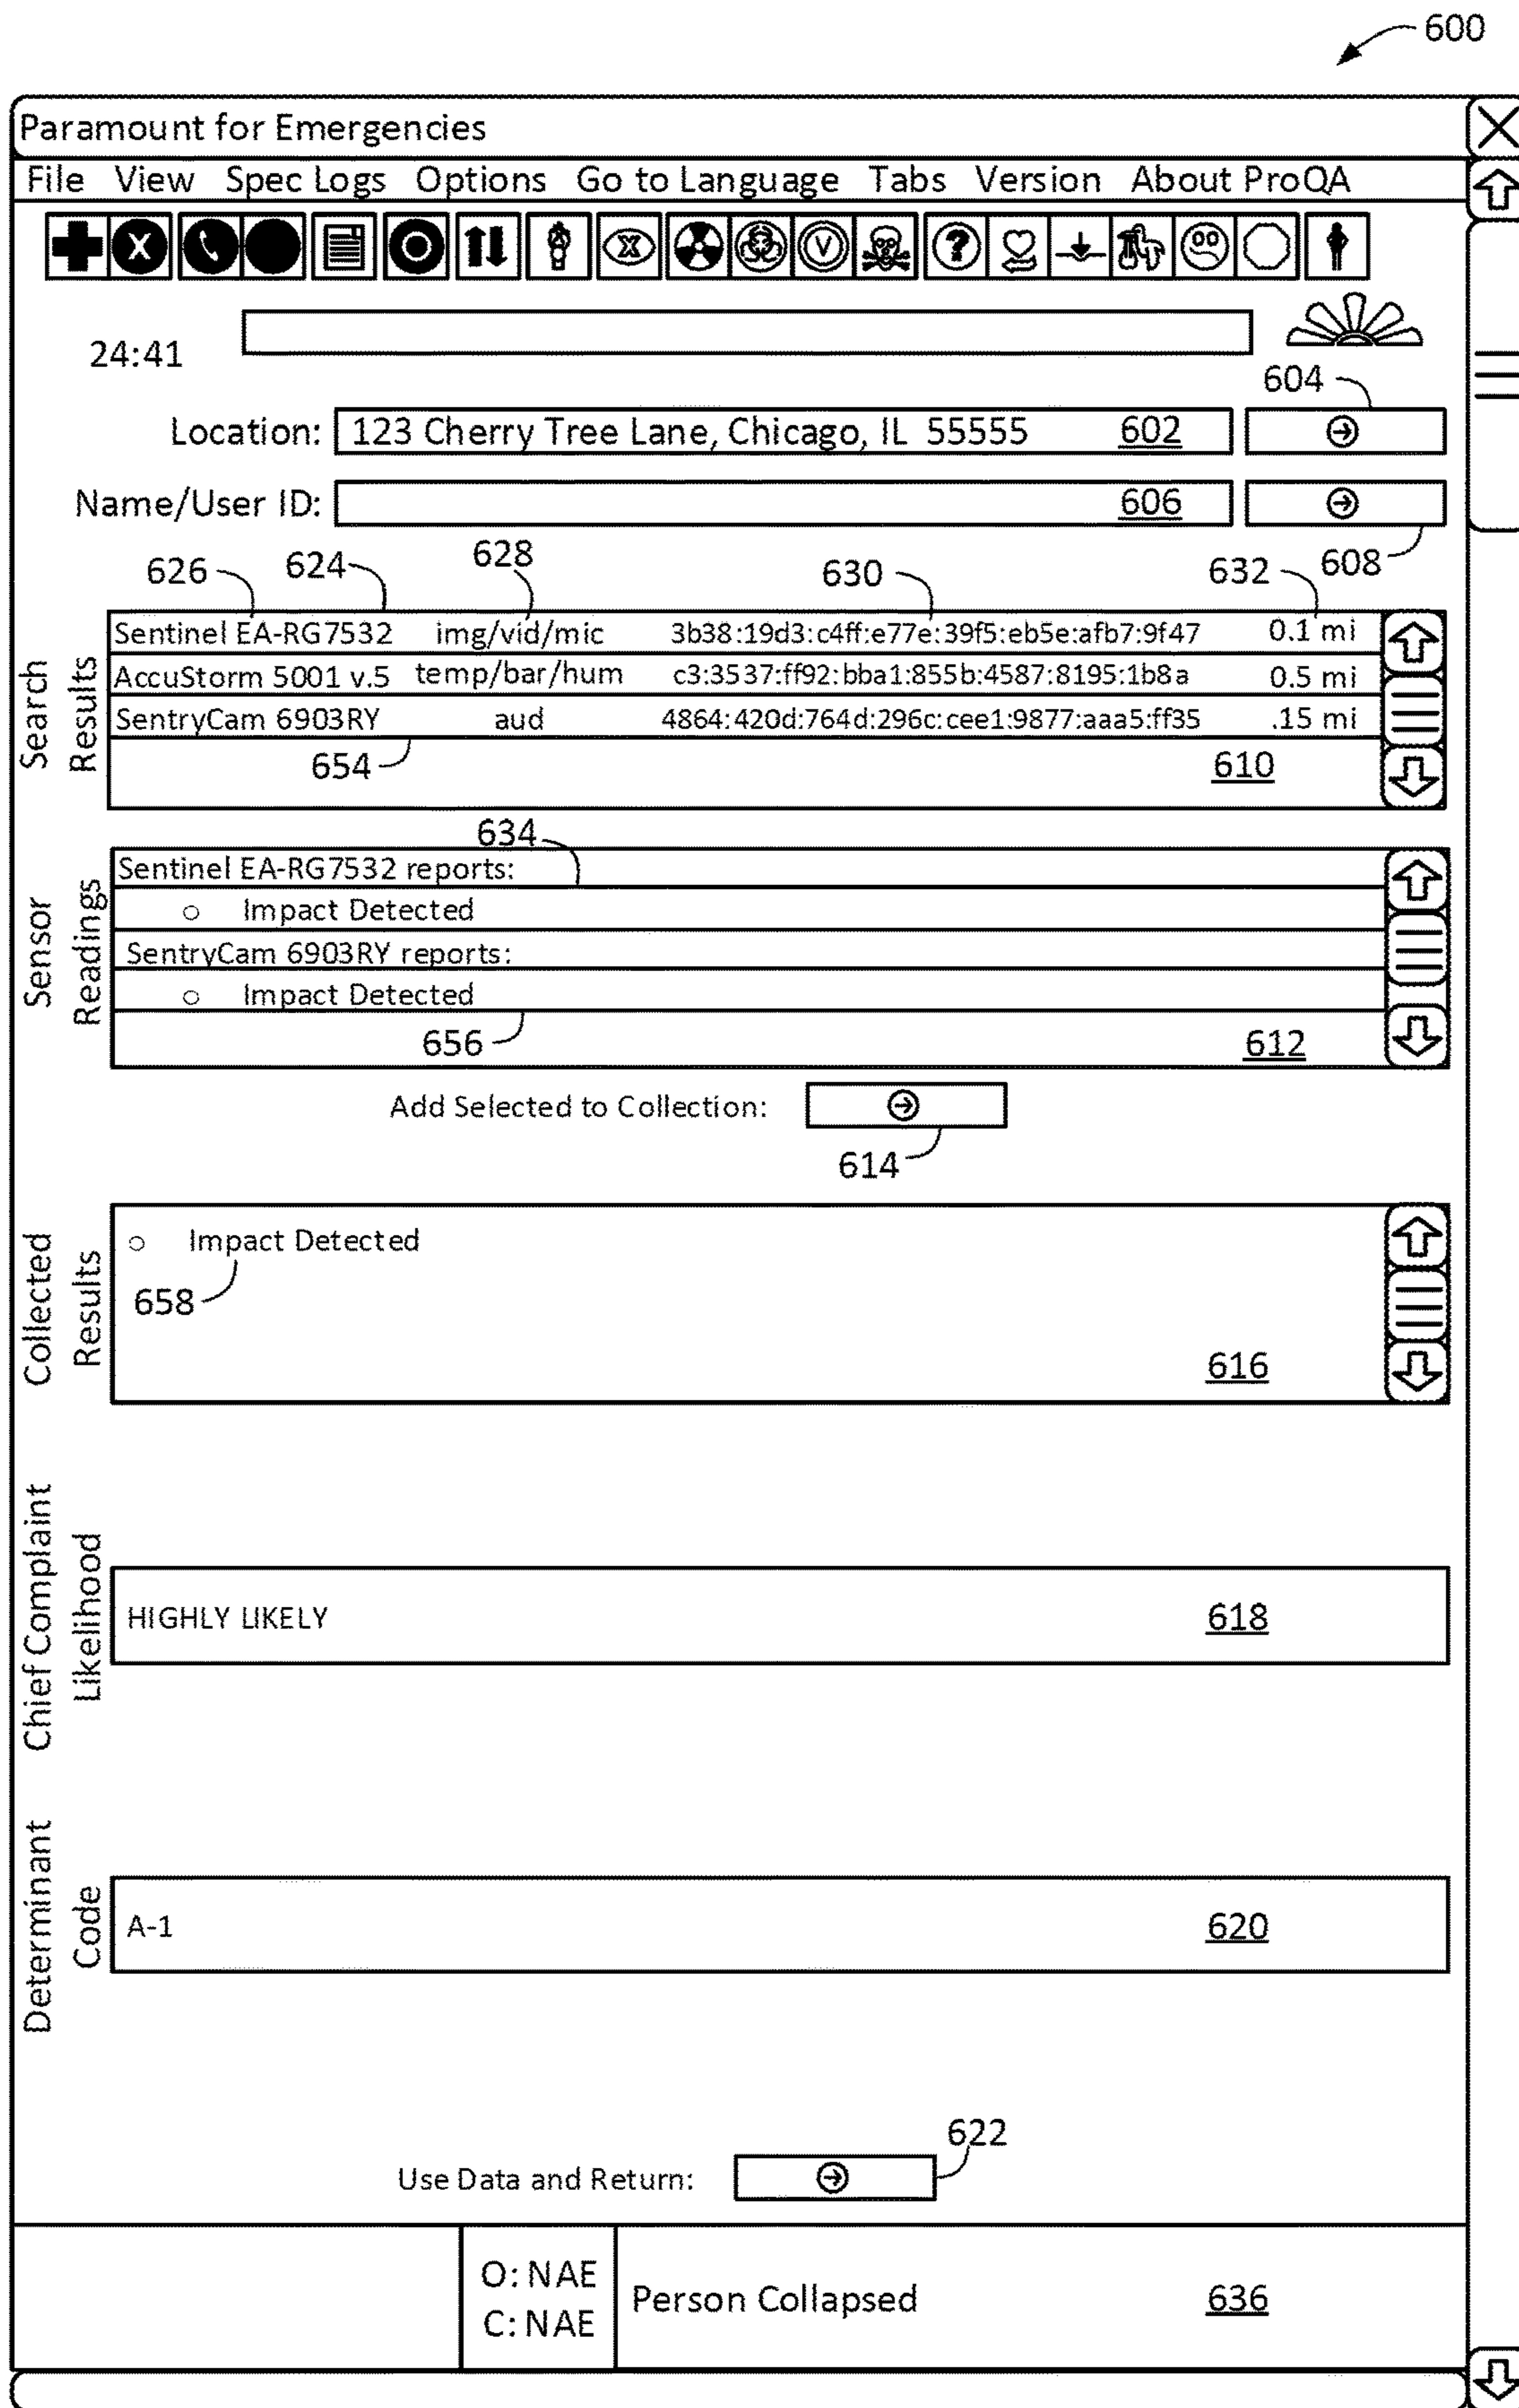 600
Paramount for Emergencies
File View Spec Logs Options Go to Language Tabs Version About ProQA
X X V ?
24:41
604
Location: 123 Cherry Tree Lane, Chicago, IL 55555 602
Name/User ID: 606
626 624 628 630 632 608
Search Results
Sentinel EA-RG7532 img/vid/mic 3b38:19d3:c4ff:e77e:39f5:eb5e:afb7:9f47 0.1 mi
AccuStorm 5001 v.5 temp/bar/hum c3:3537:ff92:bba1:855b:4587:8195:1b8a 0.5 mi
SentryCam 6903RY aud 4864:420d:764d:296c:cee1:9877:aaa5:ff35 .15 mi
654 610
634
Sensor Readings
Sentinel EA-RG7532 reports:
Impact Detected
SentryCam 6903RY reports:
Impact Detected
656 612
Add Selected to Collection:
614
Collected Results
Impact Detected
658
616
Chief Complaint Likelihood
HIGHLY LIKELY 618
Determinant Code
A-1 620
622
Use Data and Return:
O: NAE
C: NAE
Person Collapsed 636